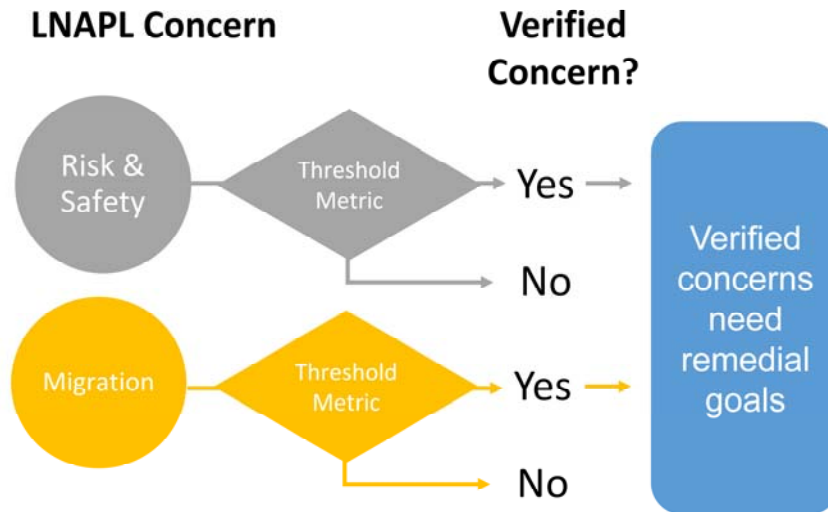 LNAPL Concern
Verified
Concern?
Risk &
Safety
Threshold
Metric
Yes
No
Migration
Threshold
Metric
Yes
No
Verified
concerns
need
remedial
goals